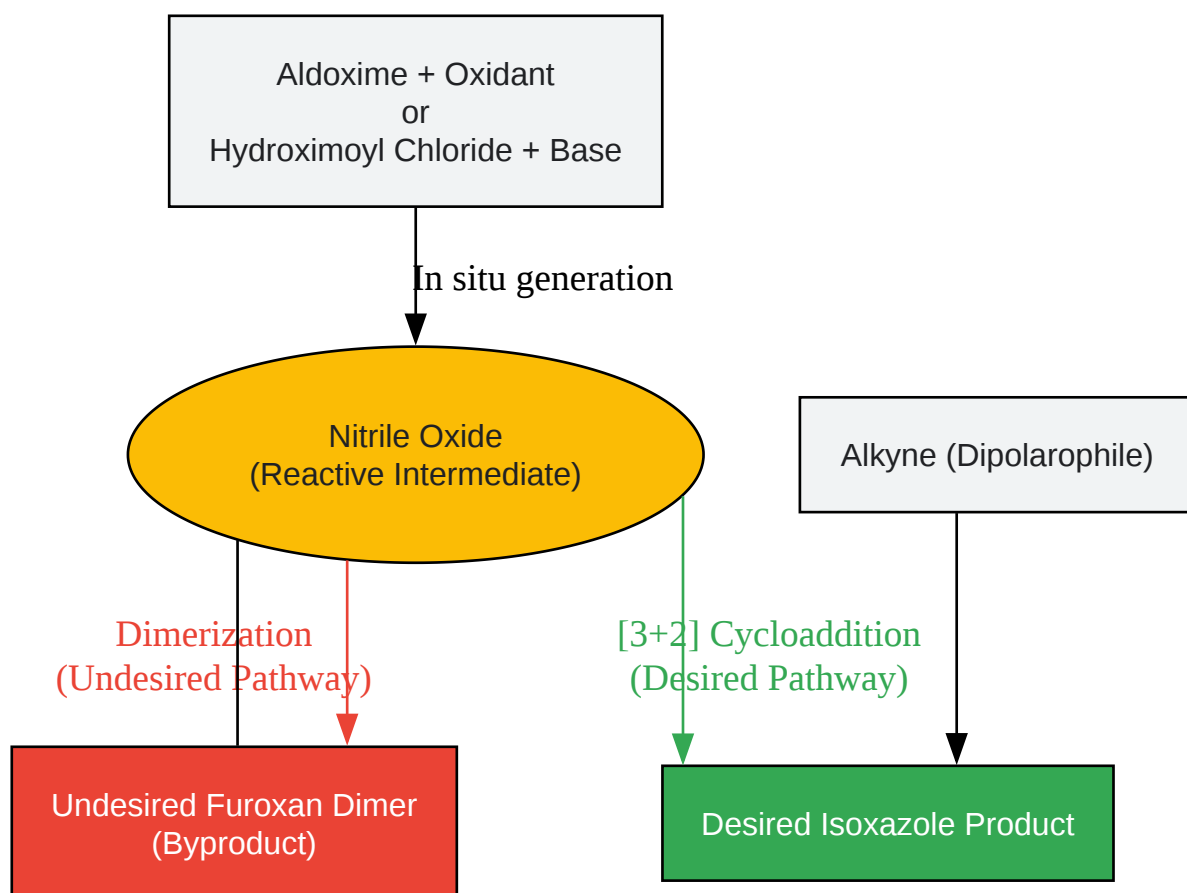 Aldoxime + Oxidant
or
Hydroximoyl Chloride + Base
In situ generation
Nitrile Oxide
(Reactive Intermediate)
Alkyne (Dipolarophile)
Dimerization
(Undesired Pathway)
[3+2] Cycloaddition
(Desired Pathway)
Undesired Furoxan Dimer
(Byproduct)
Desired Isoxazole Product